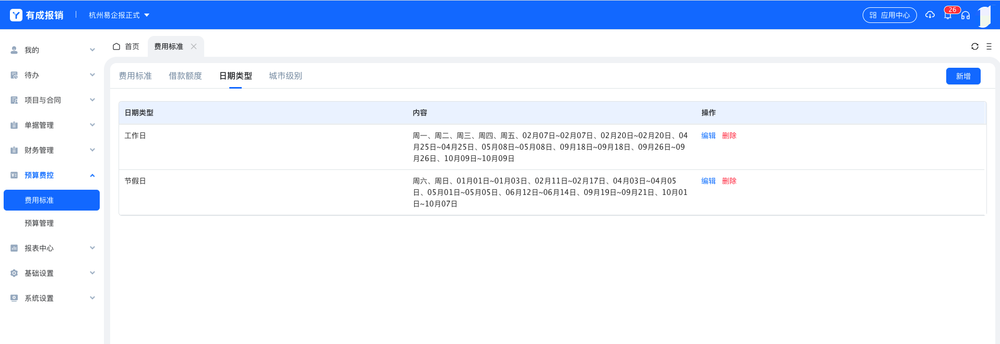 有成报销
杭州易企报正式
应用中心
26
我的
待办
项目与合同
单据管理
财务管理
预算费控
费用标准
预算管理
报表中心
基础设置
系统设置
首页
费用标准
费用标准
借款额度
日期类型
城市级别
新增
日期类型
内容
操作
工作日
周一、周二、周三、周四、周五、02月07日~02月07日、02月20日~02月20日、04
月25日~04月25日、05月08日~05月08日、09月18日~09月18日、09月26日~09
月26日、10月09日~10月09日
编辑 删除
节假日
周六、周日、01月01日~01月03日、02月11日~02月17日、04月03日~04月05
日、05月01日~05月05日、06月12日~06月14日、09月19日~09月21日、10月01
日~10月07日
编辑 删除